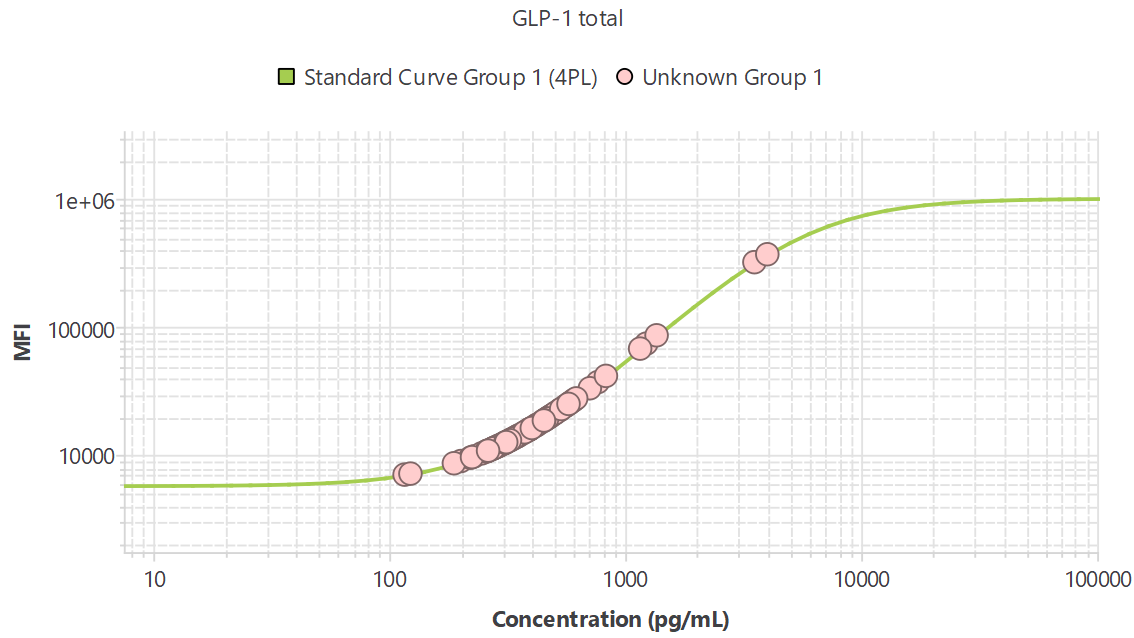 GLP-1 total
Standard Curve Group 1 (4PL) Unknown Group 1
1e+06
100000
10000
MFI
10 100 1000 10000 100000
Concentration (pg/mL)